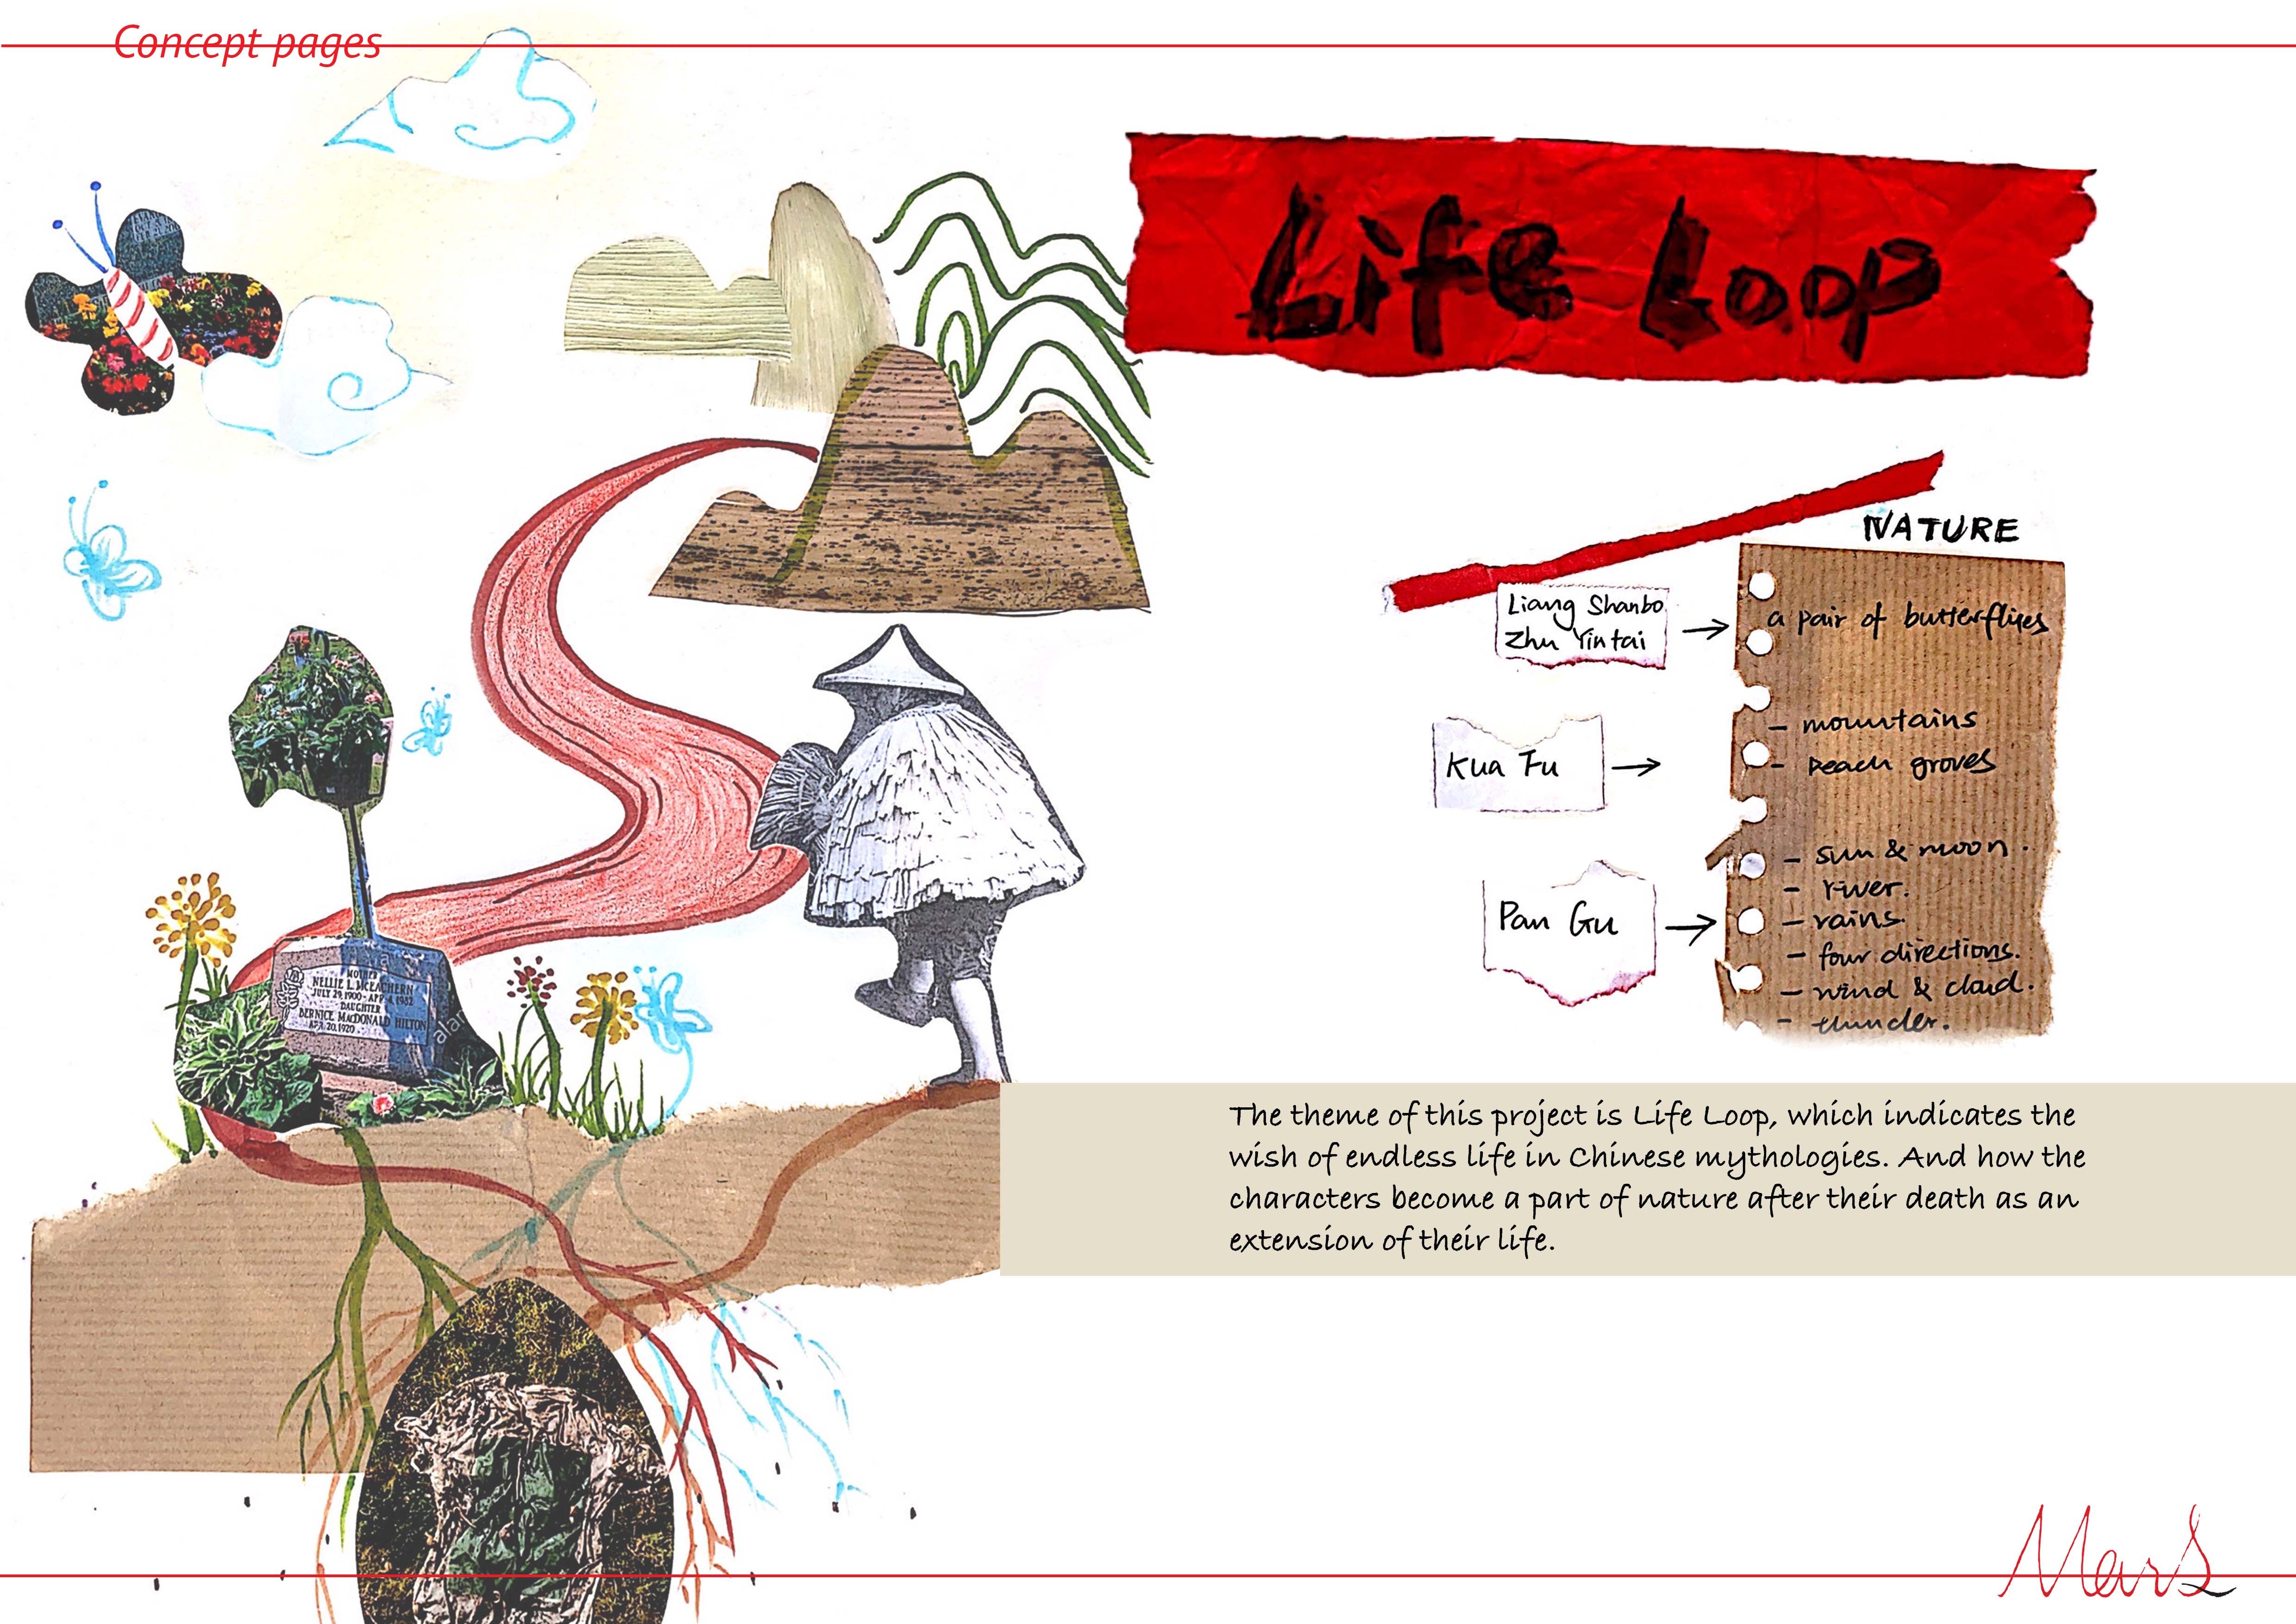 Concept pages
Life Loop
NATURE
Liang Shanbo
Zhu Yintai
a pair of butterflyes
- mountains
- peach groves
Kua Fu
- sun & moon.
- river.
- rains.
- four directions.
- wind & cloud.
- thunder.
Pan Gu
MOTHER
NELLIE L. MCEACHERN
JULY 29, 1900 - APR. 4, 1982
DAUGHTER
BERNICE MACDONALD HILTON
APR. 20, 1920
alam
The theme of this project is Life Loop, which indicates the
wish of endless life in Chinese mythologies. And how the
characters become a part of nature after their death as an
extension of their life.
MarS